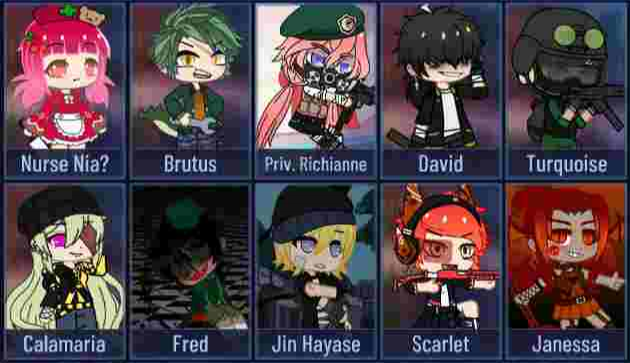 Nurse Nia?
Brutus
Priv. Richianne
David
Turquoise
Calamaria
Fred
Jin Hayase
Scarlet
Janessa